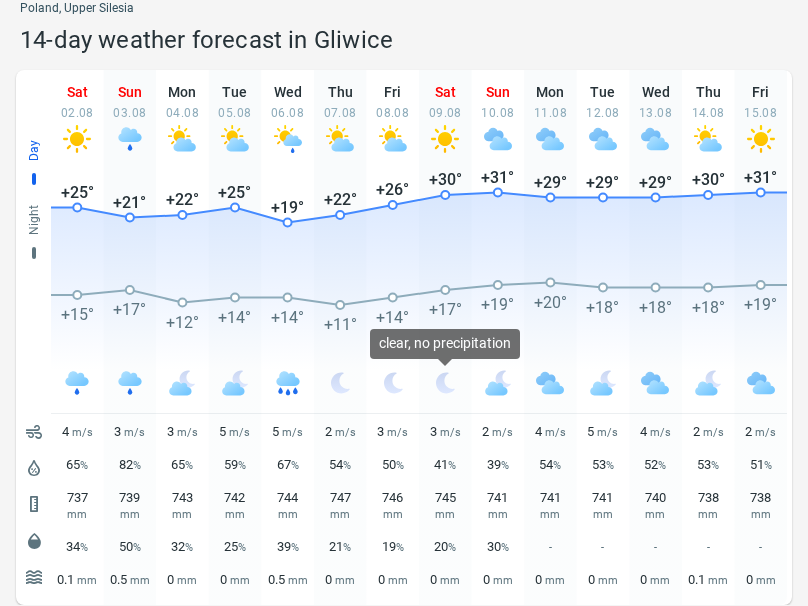 Poland, Upper Silesia
14-day weather forecast in Gliwice
Sat Sun Mon Tue Wed Thu Fri Sat Sun Mon Tue Wed Thu Fri
02.08 03.08 04.08 05.08 06.08 07.08 08.08 09.08 10.08 11.08 12.08 13.08 14.08 15.08
Day
+25° +21° +22° +25° +19° +22° +26° +30° +31° +29° +29° +29° +30° +31°
Night
+15° +17° +12° +14° +14° +11° +14° +17° +19° +20° +18° +18° +18° +19°
clear, no precipitation
4 m/s 3 m/s 3 m/s 5 m/s 5 m/s 2 m/s 3 m/s 3 m/s 2 m/s 4 m/s 5 m/s 4 m/s 2 m/s 2 m/s
65% 82% 65% 59% 67% 54% 50% 41% 39% 54% 53% 52% 53% 51%
737 739 743 742 744 747 746 745 741 741 741 740 738 738
mm mm mm mm mm mm mm mm mm mm mm mm mm mm
34% 50% 32% 25% 39% 21% 19% 20% 30% - - - - -
0.1 mm 0.5 mm 0 mm 0 mm 0.5 mm 0 mm 0 mm 0 mm 0 mm 0 mm 0 mm 0 mm 0.1 mm 0 mm